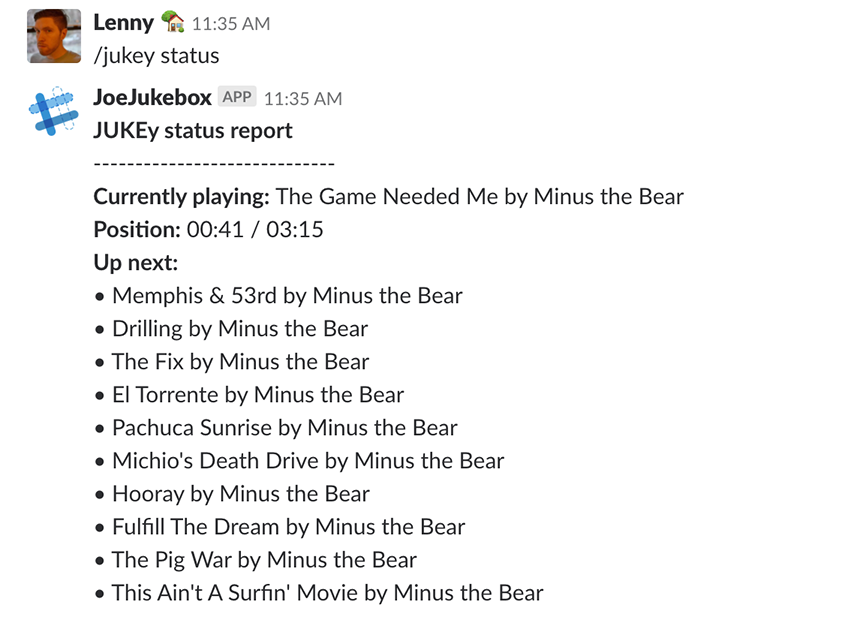 Lenny 🏡 11:35 AM
/jukey status
JoeJukebox APP 11:35 AM
JUKEy status report
-----------------------------
Currently playing: The Game Needed Me by Minus the Bear
Position: 00:41 / 03:15
Up next:
• Memphis & 53rd by Minus the Bear
• Drilling by Minus the Bear
• The Fix by Minus the Bear
• El Torrente by Minus the Bear
• Pachuca Sunrise by Minus the Bear
• Michio's Death Drive by Minus the Bear
• Hooray by Minus the Bear
• Fulfill The Dream by Minus the Bear
• The Pig War by Minus the Bear
• This Ain't A Surfin' Movie by Minus the Bear